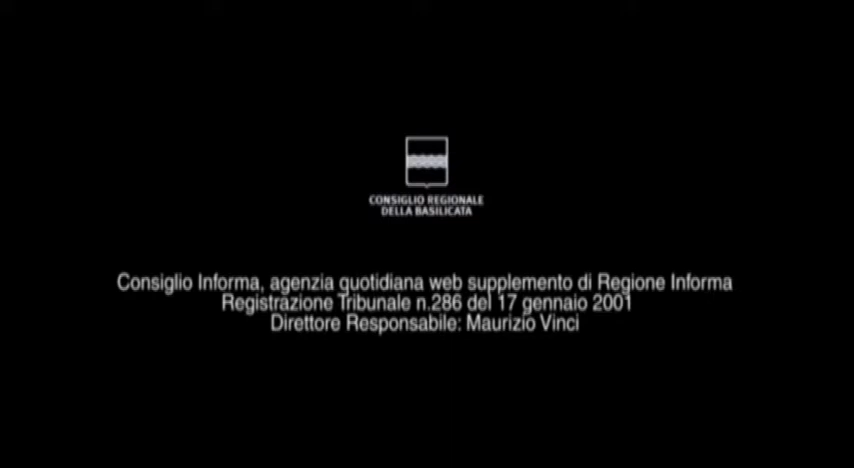 CONSIGLIO REGIONALE
DELLA BASILICATA
Consiglio Informa, agenzia quotidiana web supplemento di Regione Informa
Registrazione Tribunale n.286 del 17 gennaio 2001
Direttore Responsabile: Maurizio Vinci